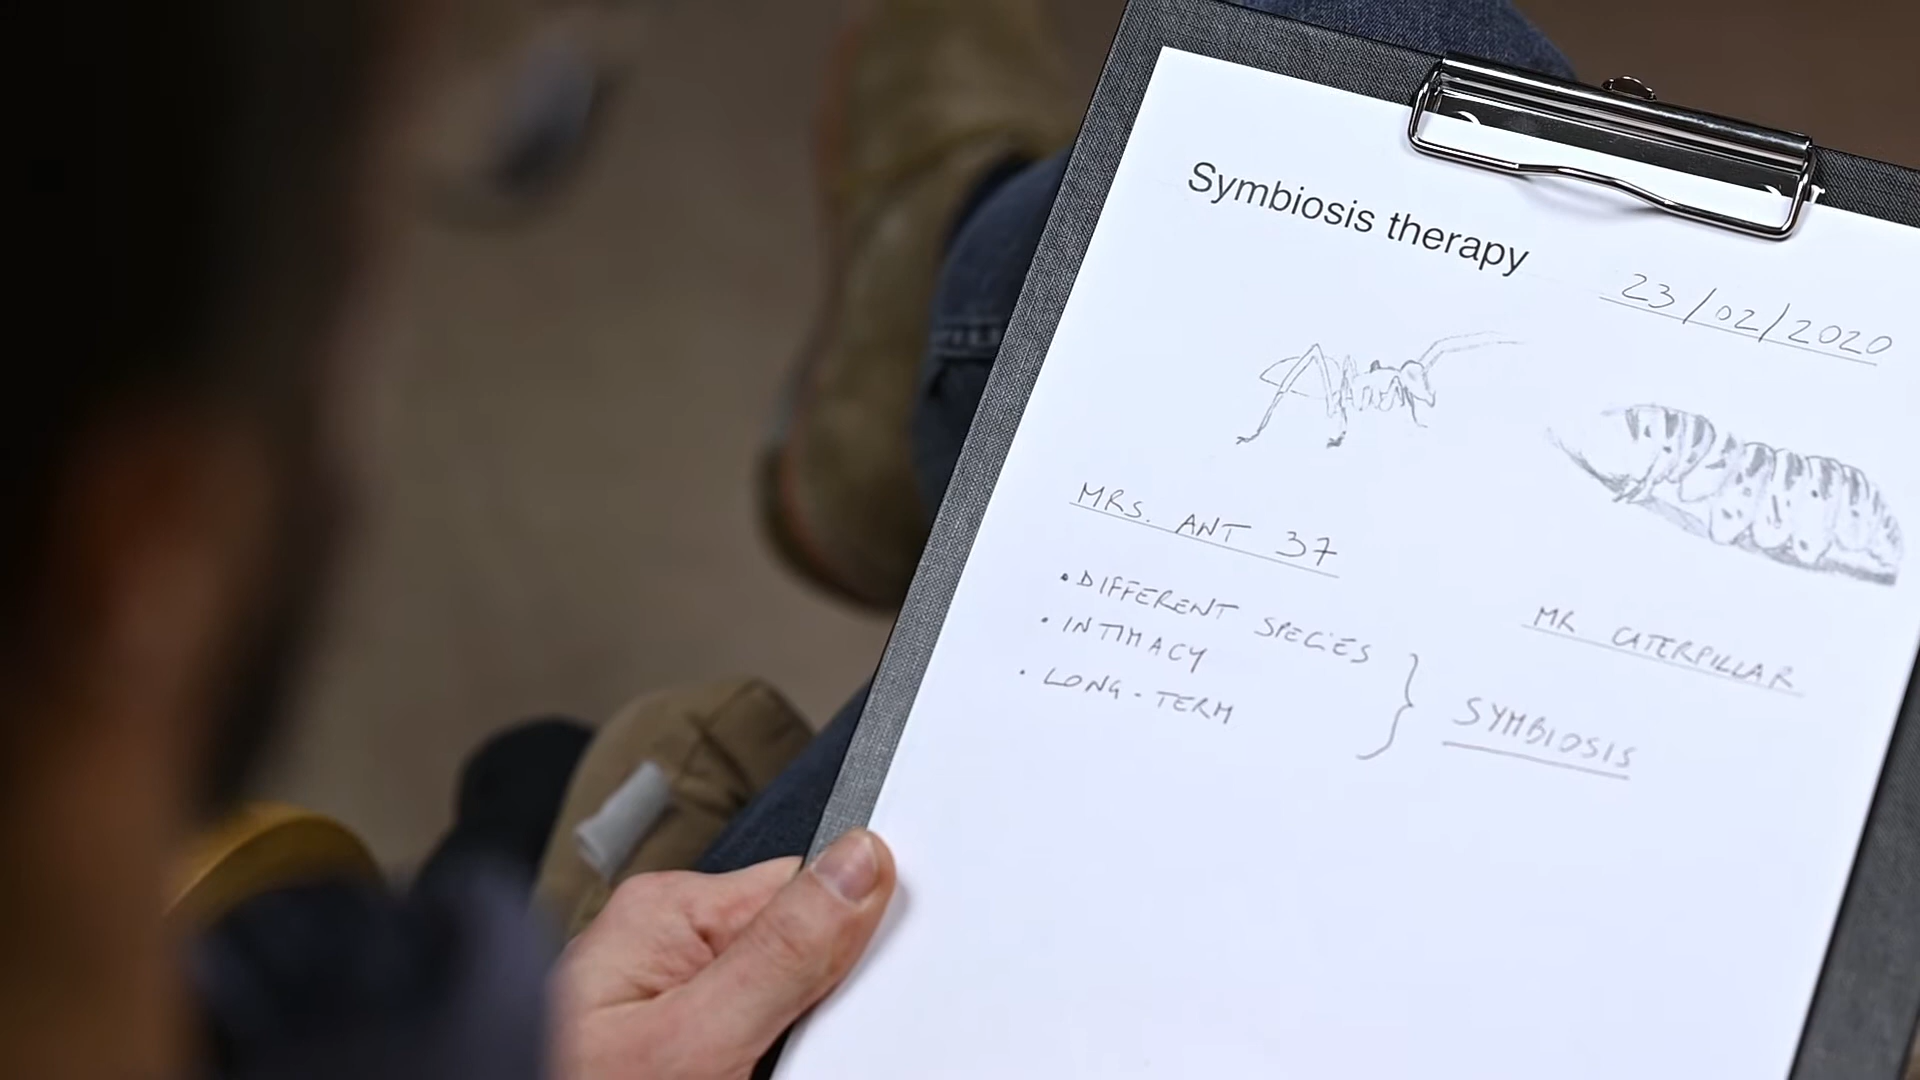 Symbiosis therapy
23/02/2020
MRS. ANT 37
MR CATERPILLAR
• DIFFERENT SPECIES
• INTIMACY
• LONG-TERM
SYMBIOSIS